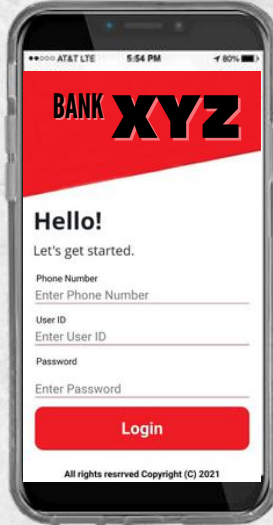 ●●○○○ AT&T LTE 5:54 PM 80%
BANK XYZ
Hello!
Let's get started.
Phone Number
Enter Phone Number
User ID
Enter User ID
Password
Enter Password
Login
All rights resrrved Copyright (C) 2021